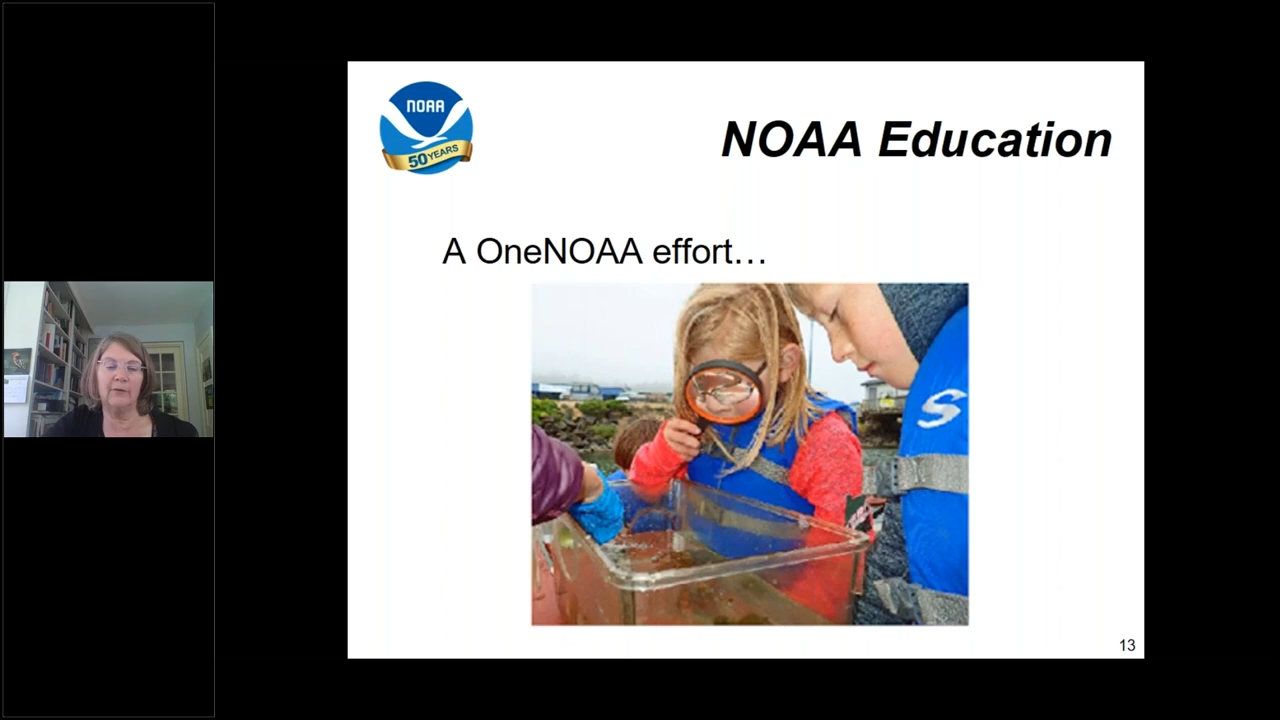 NOAA
50 YEARS
NOAA Education
A OneNOAA effort…
S
13